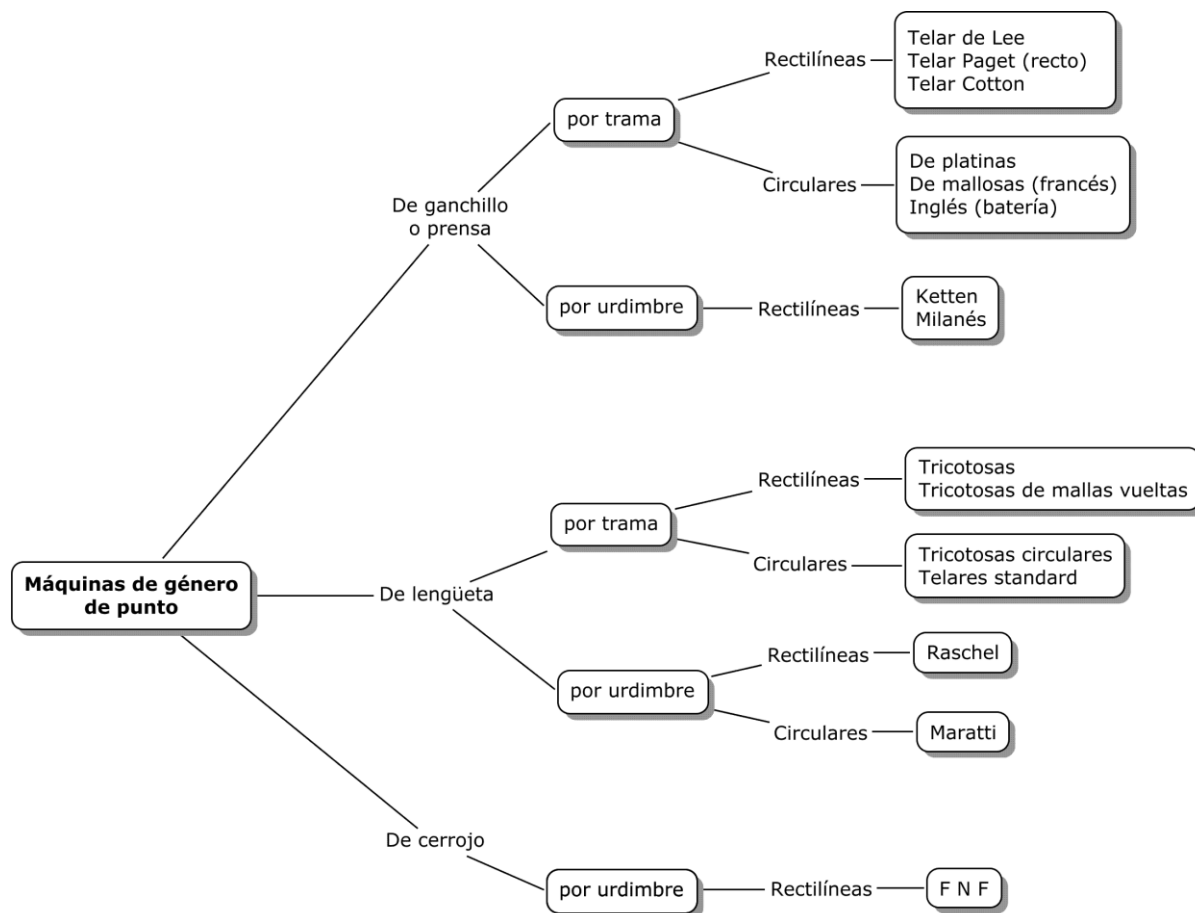 Máquinas de género
de punto
De ganchillo
o prensa
por trama
Rectilíneas
Telar de Lee
Telar Paget (recto)
Telar Cotton
Circulares
De platinas
De mallosas (francés)
Inglés (batería)
por urdimbre
Rectilíneas
Ketten
Milanés
De lengüeta
por trama
Rectilíneas
Tricotosas
Tricotosas de mallas vueltas
Circulares
Tricotosas circulares
Telares standard
por urdimbre
Rectilíneas
Raschel
Circulares
Maratti
De cerrojo
por urdimbre
Rectilíneas
F N F